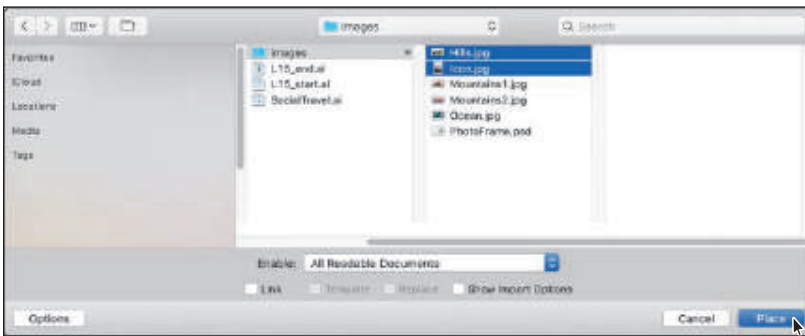 images
Search
Favorites
iCloud
Locations
Media
Tags
images
L15_end.ai
L15_start.ai
SocialTravel.ai
Hills.jpg
Icon.jpg
Mountains1.jpg
Mountains2.jpg
Ocean.jpg
PhotoFrame.psd
Enable: All Readable Documents
Link Template Replace Show Import Options
Options Cancel Place